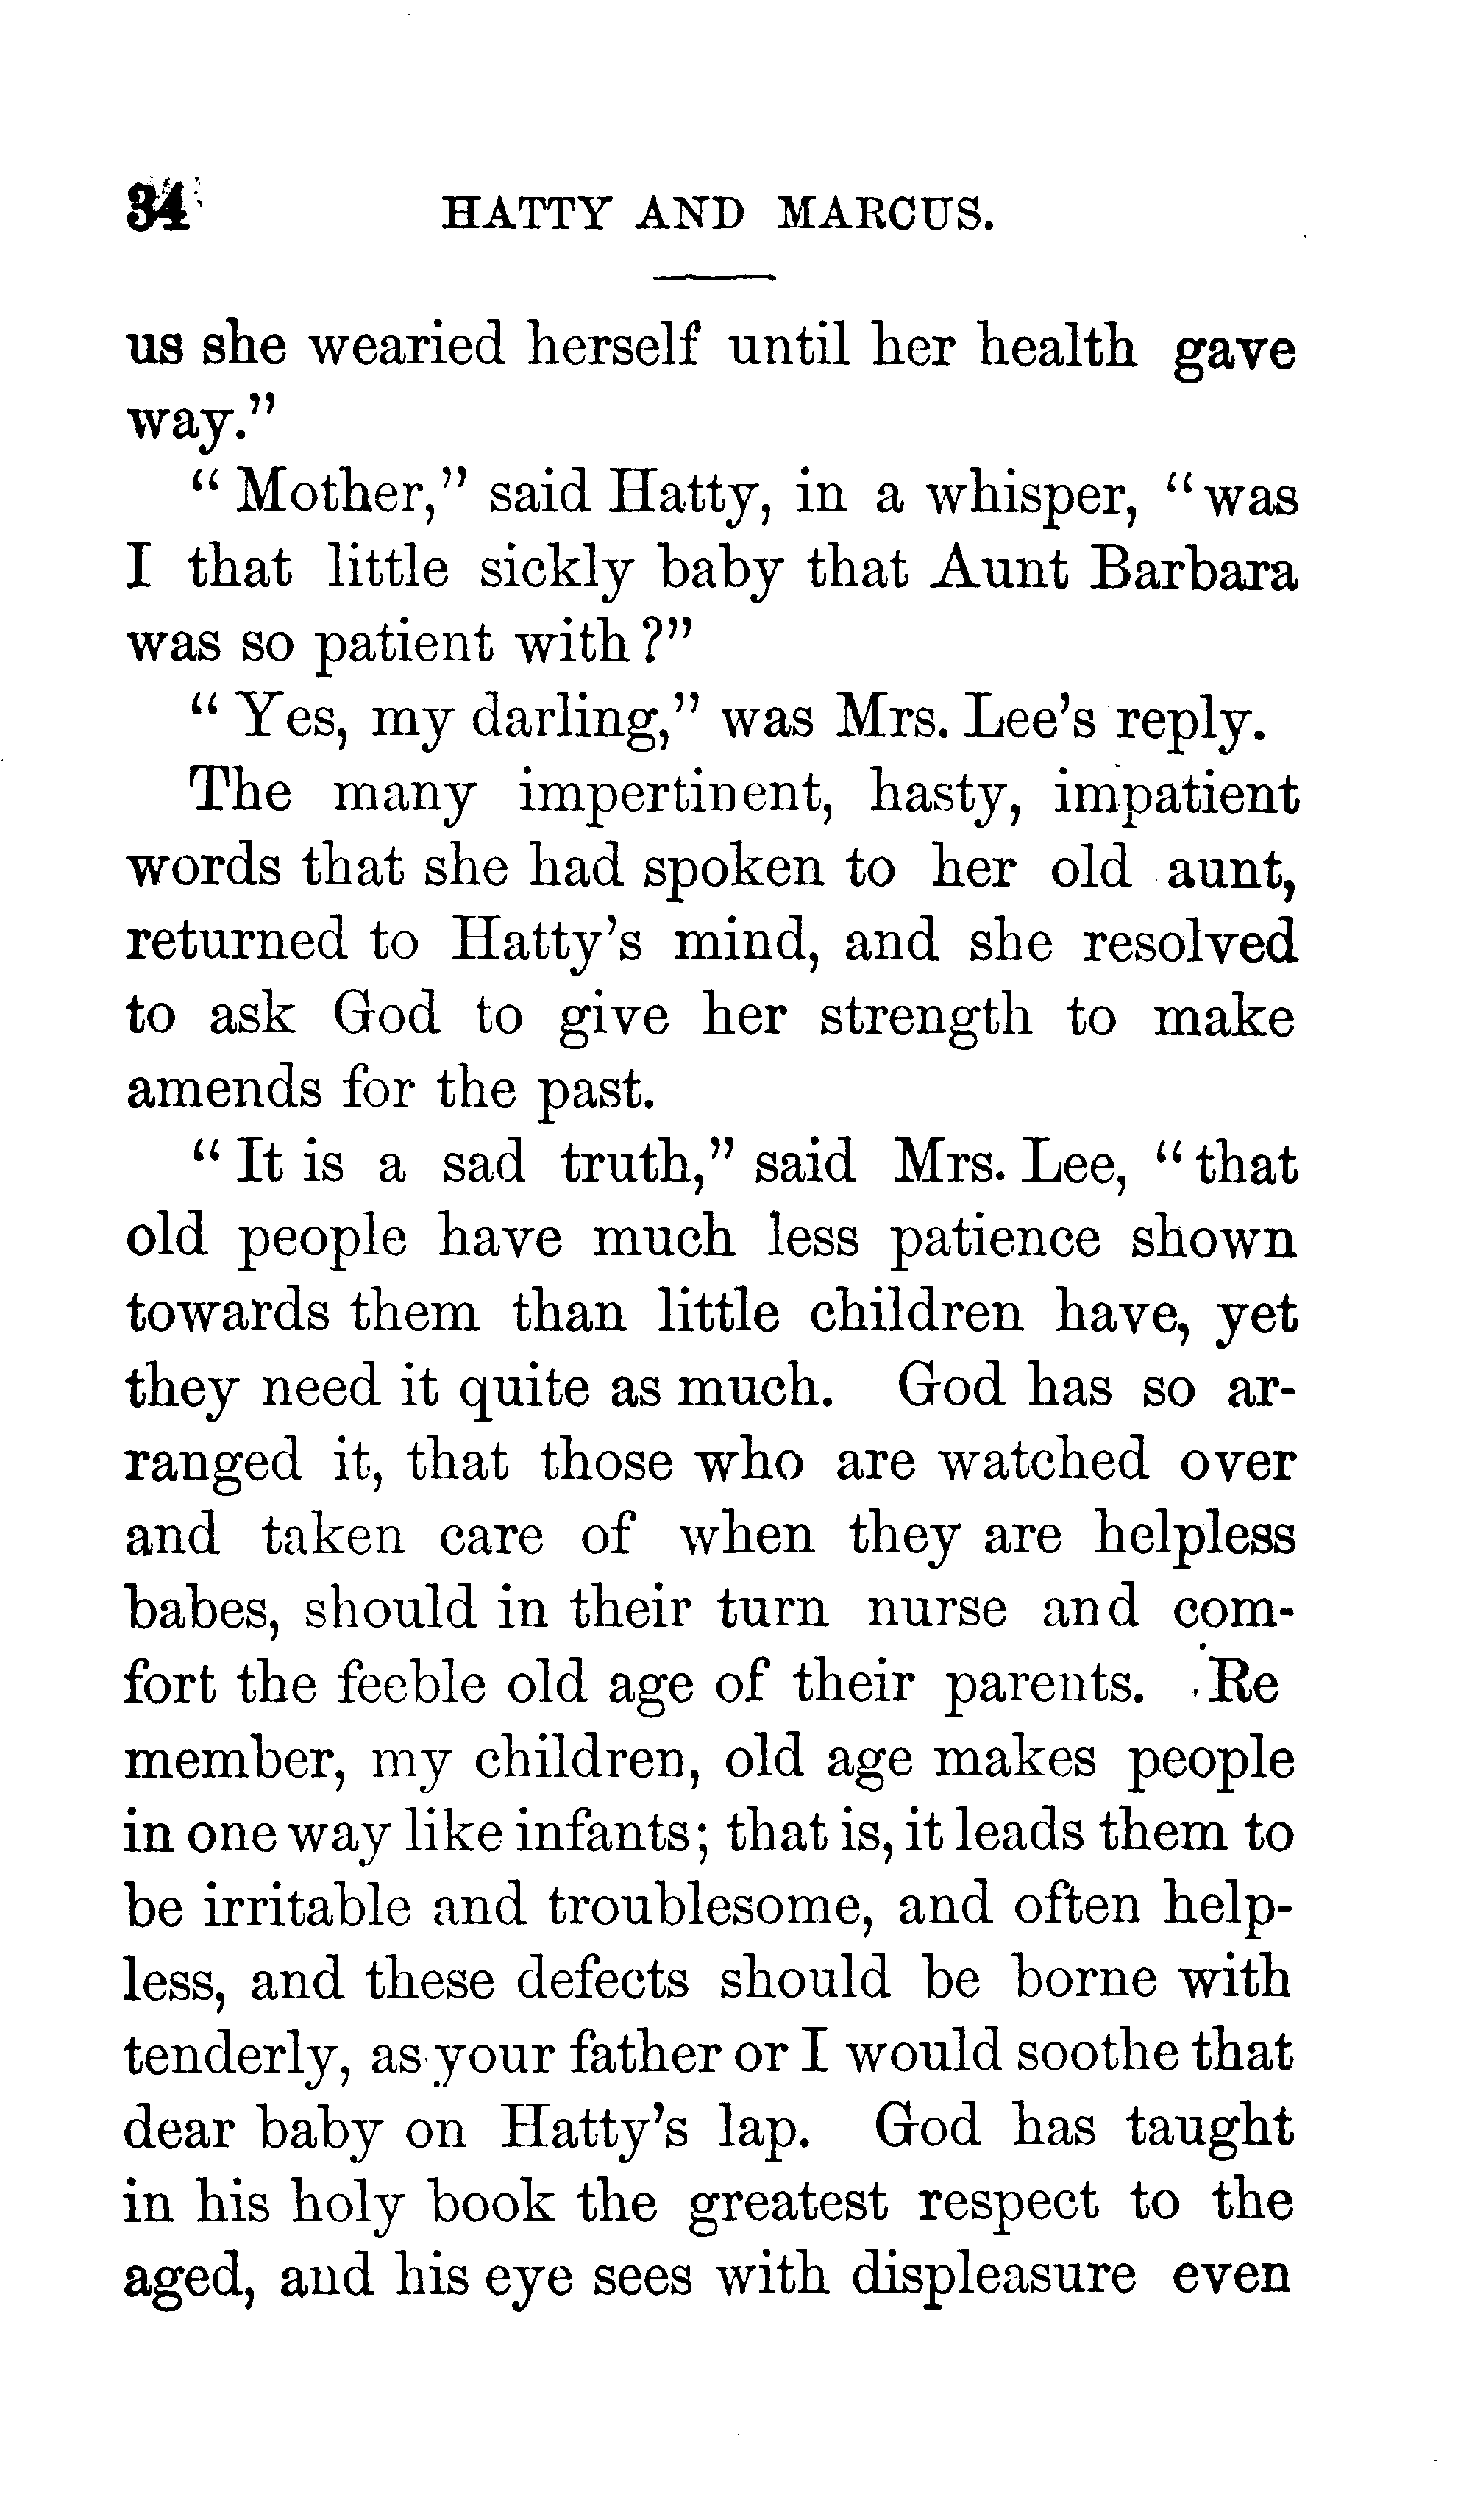 34 HATTY AND MARCUS.
us she wearied herself until her health gave
way."
"Mother," said Hatty, in a whisper, "was
I that little sickly baby that Aunt Barbara
was so patient with?"
"Yes, my darling," was Mrs. Lee's reply.
The many impertinent, hasty, impatient
words that she had spoken to her old aunt,
returned to Hatty's mind, and she resolved
to ask God to give her strength to make
amends for the past.
"It is a sad truth," said Mrs. Lee, "that
old people have much less patience shown
towards them than little children have, yet
they need it quite as much. God has so ar-
ranged it, that those who are watched over
and taken care of when they are helpless
babes, should in their turn nurse and com-
fort the feeble old age of their parents. Re
member, my children, old age makes people
in one way like infants; that is, it leads them to
be irritable and troublesome, and often help-
less, and these defects should be borne with
tenderly, as your father or I would soothe that
dear baby on Hatty's lap. God has taught
in his holy book the greatest respect to the
aged, and his eye sees with displeasure even